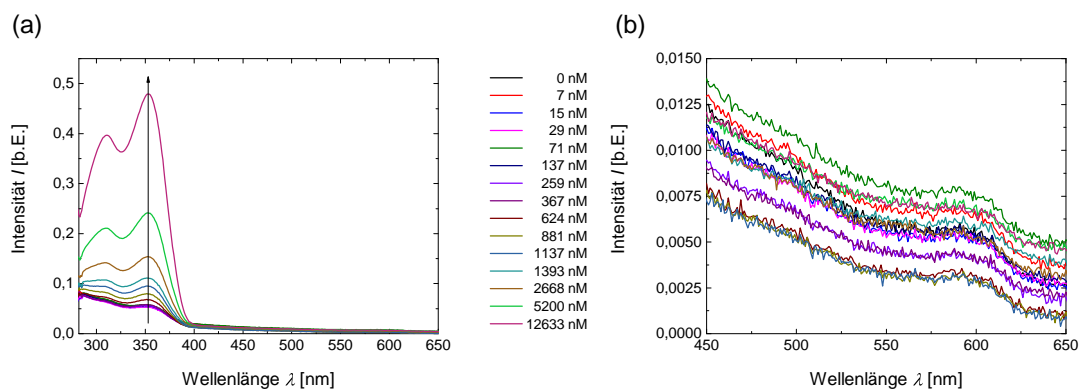 (a)
(b)
Intensität I [b.E.]
0,5
0,4
0,3
0,2
0,1
0,0
300 350 400 450 500 550 600 650
Wellenlänge λ [nm]
0 nM
7 nM
15 nM
29 nM
71 nM
137 nM
259 nM
367 nM
624 nM
881 nM
1137 nM
1393 nM
2668 nM
5200 nM
12633 nM
Intensität I [b.E.]
0,0150
0,0125
0,0100
0,0075
0,0050
0,0025
0,0000
450 500 550 600 650
Wellenlänge λ [nm]